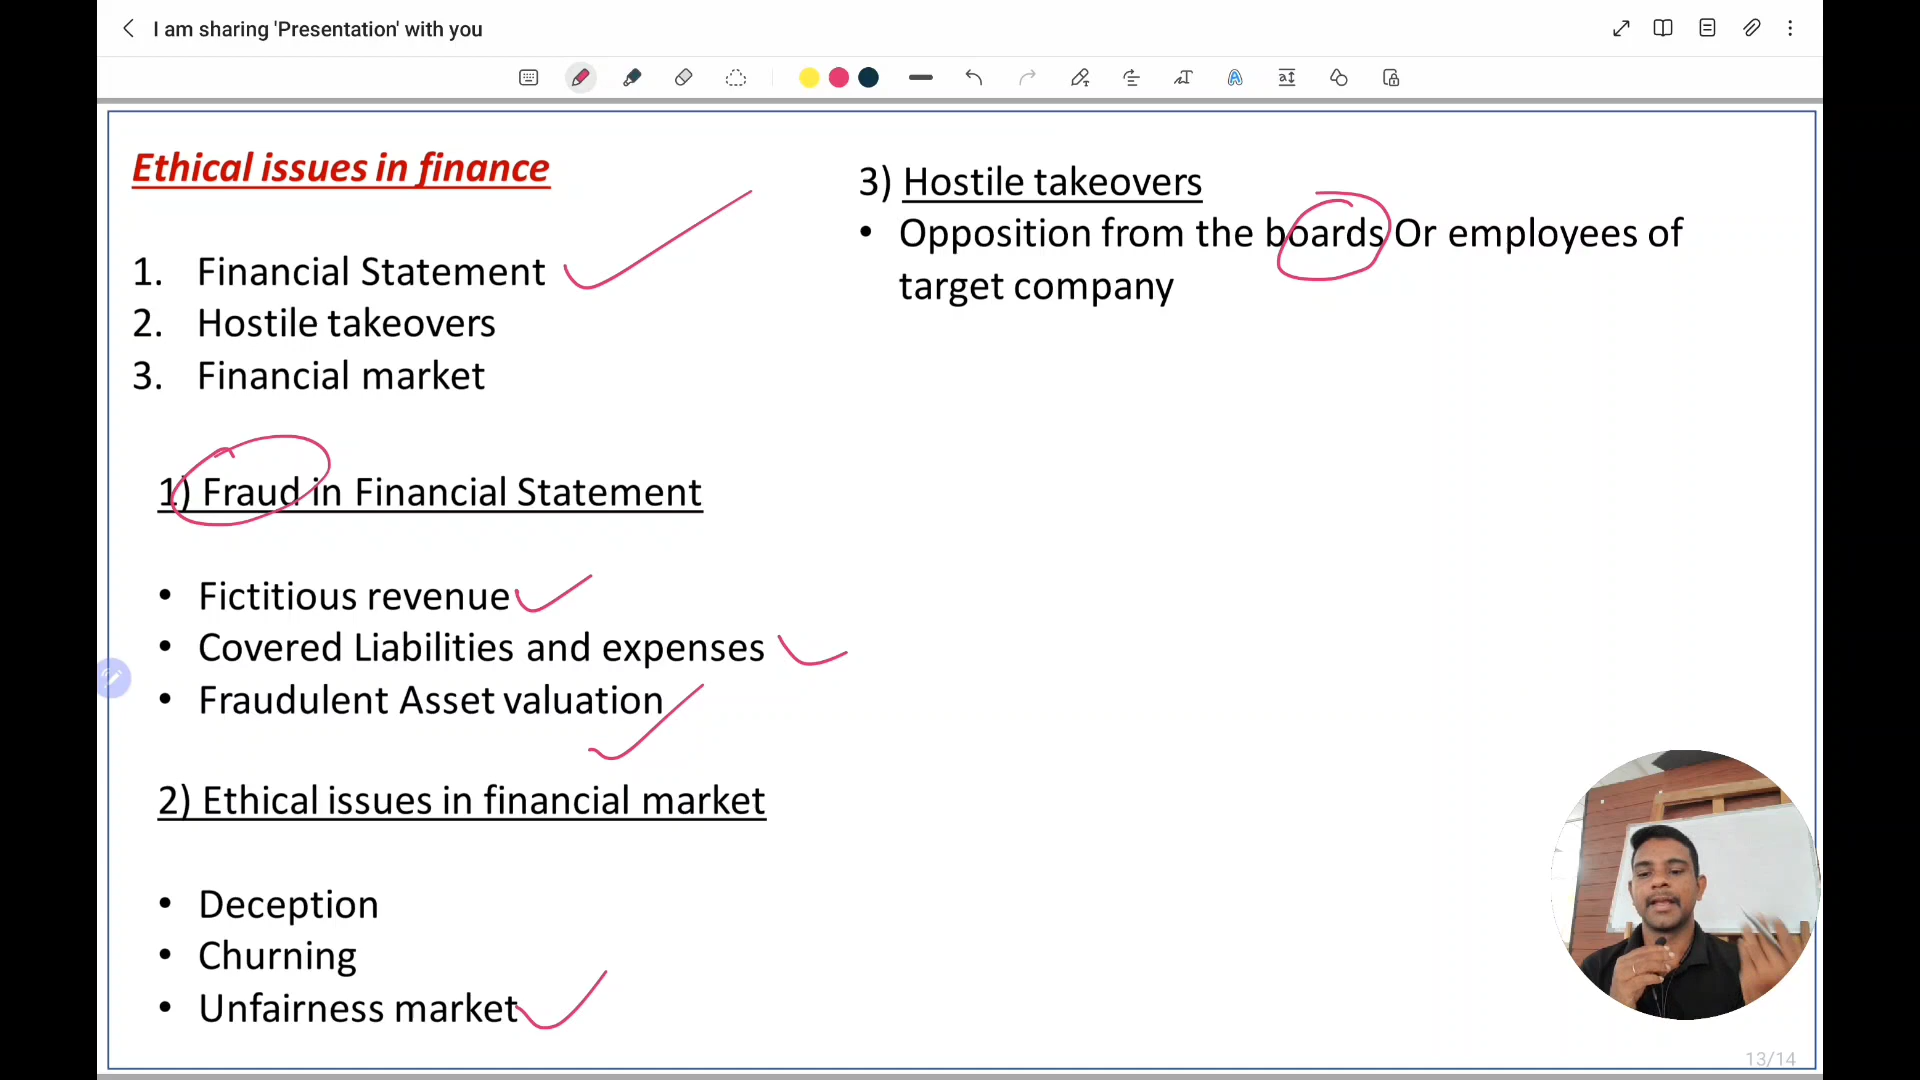 I am sharing 'Presentation' with you
Ethical issues in finance
1. Financial Statement
2. Hostile takeovers
3. Financial market
1) Fraud in Financial Statement
• Fictitious revenue
• Covered Liabilities and expenses
• Fraudulent Asset valuation
2) Ethical issues in financial market
• Deception
• Churning
• Unfairness market
3) Hostile takeovers
• Opposition from the boards Or employees of
target company
13/14